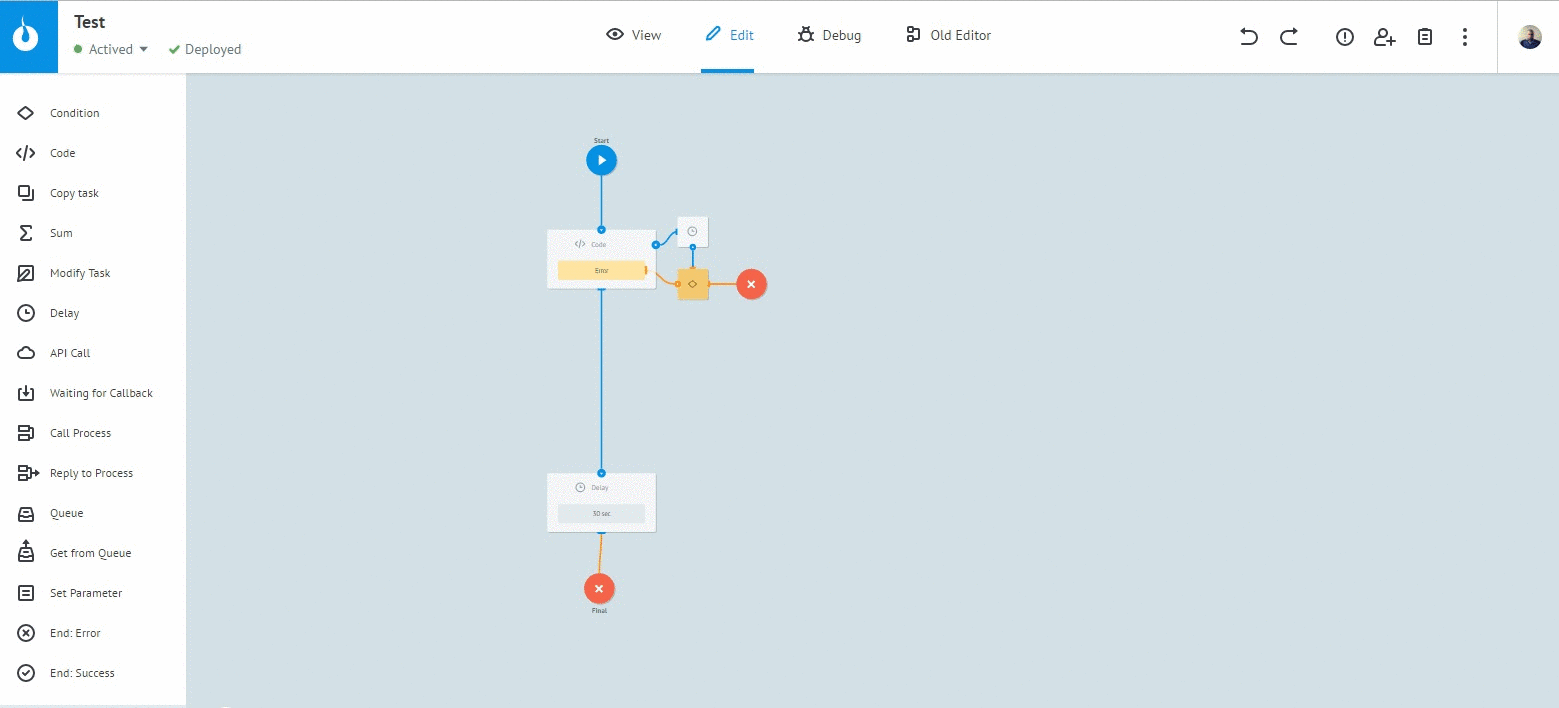 Test
Actived
Deployed
View
Edit
Debug
Old Editor
Condition
Code
Copy task
Sum
Modify Task
Delay
API Call
Waiting for Callback
Call Process
Reply to Process
Queue
Get from Queue
Set Parameter
End: Error
End: Success
Start
Code
Error
Delay
30 sec
Final